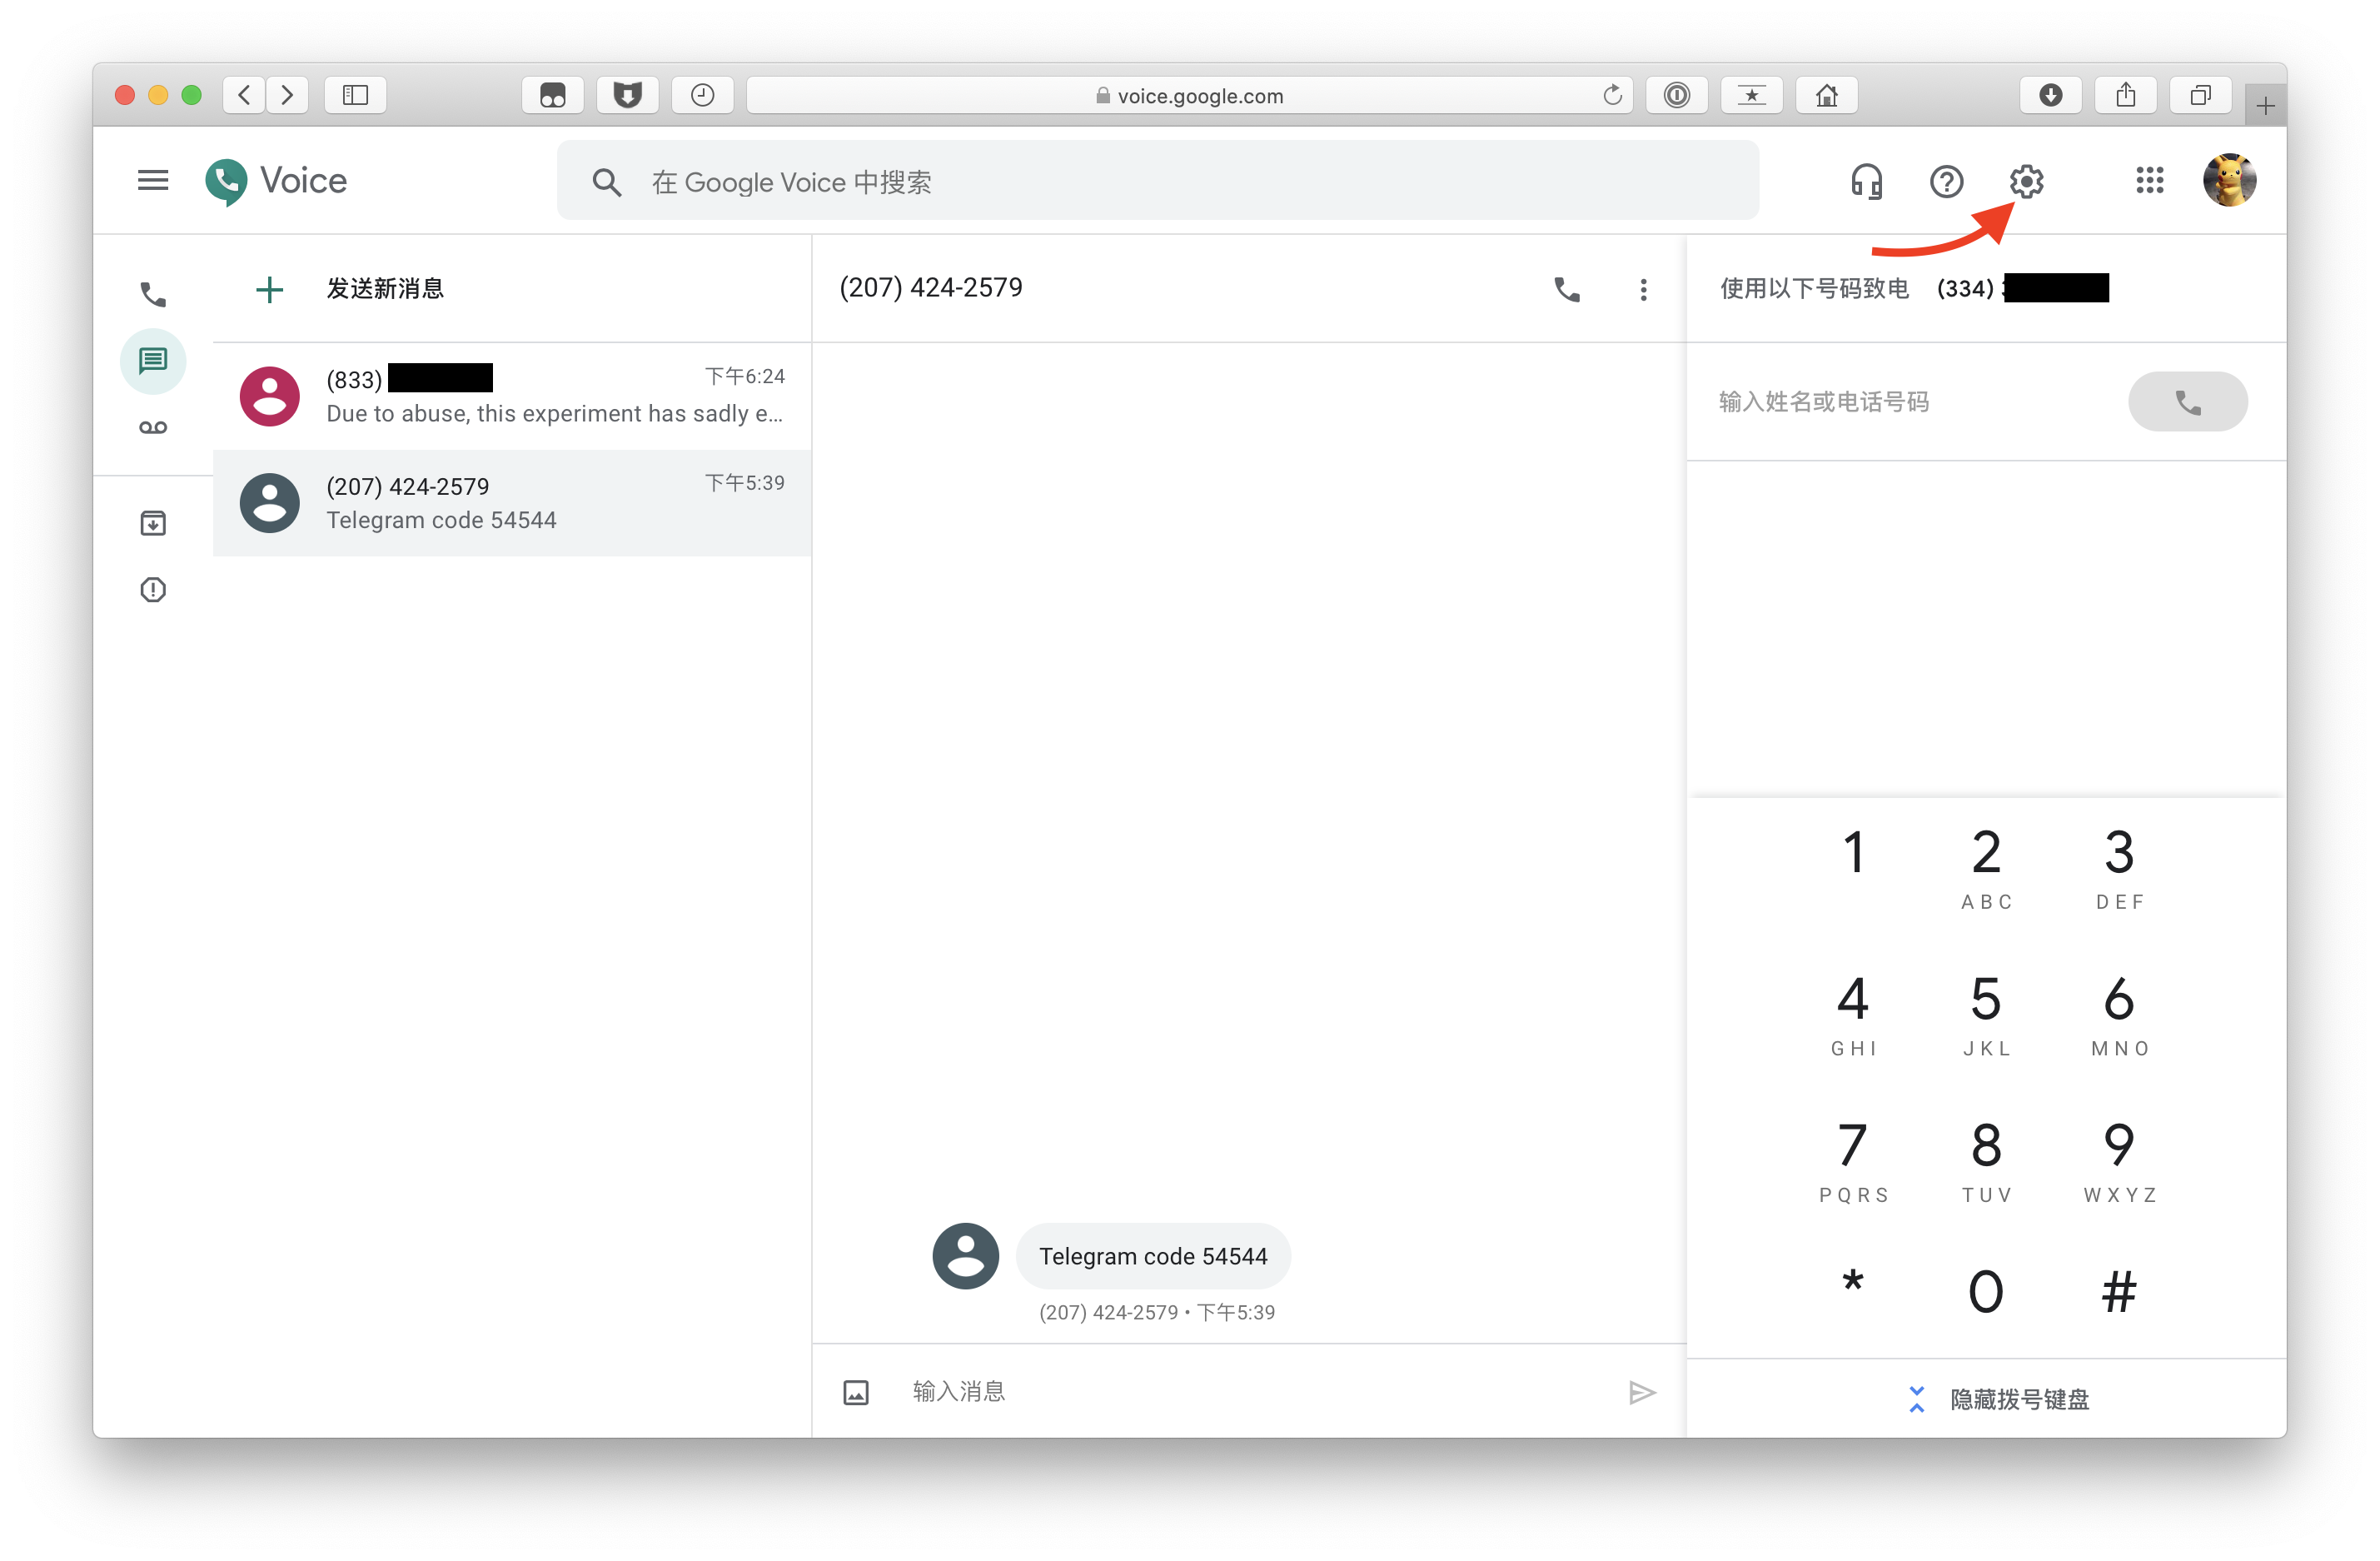 voice.google.com
Voice
在 Google Voice 中搜索
发送新消息
(833)
下午6:24
Due to abuse, this experiment has sadly e...
(207) 424-2579
下午5:39
Telegram code 54544
(207) 424-2579
Telegram code 54544
(207) 424-2579 • 下午5:39
输入消息
使用以下号码致电 (334)
输入姓名或电话号码
1 2 3
ABC DEF
4 5 6
GHI JKL MNO
7 8 9
PQRS TUV WXYZ
* 0 #
隐藏拨号键盘